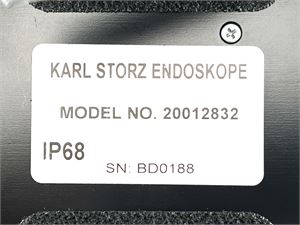 KARL STORZ ENDOSKOPE
MODEL NO. 20012832
IP68
SN: BD0188